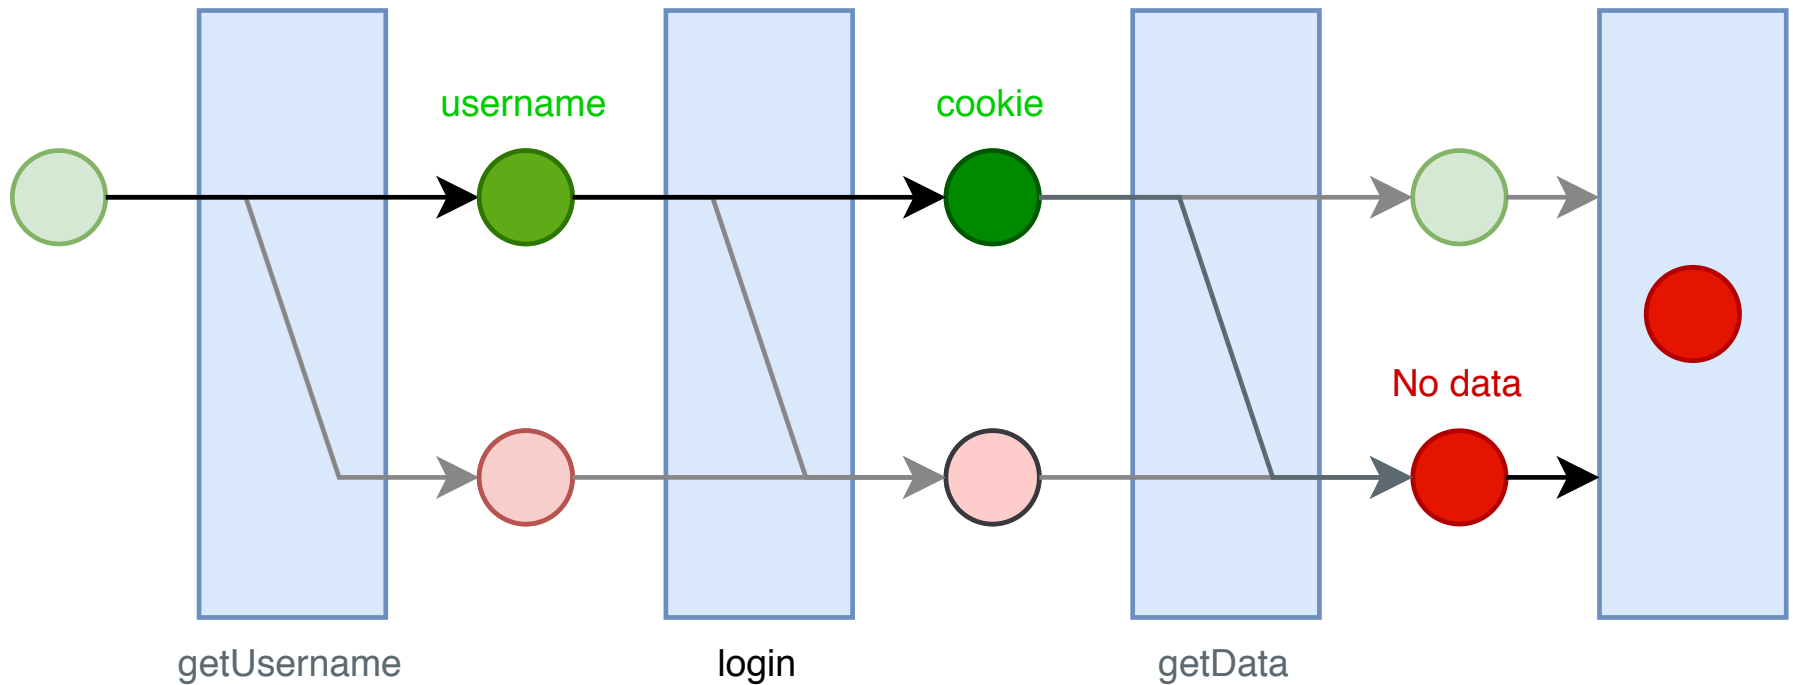 username
cookie
No data
getUsername
login
getData